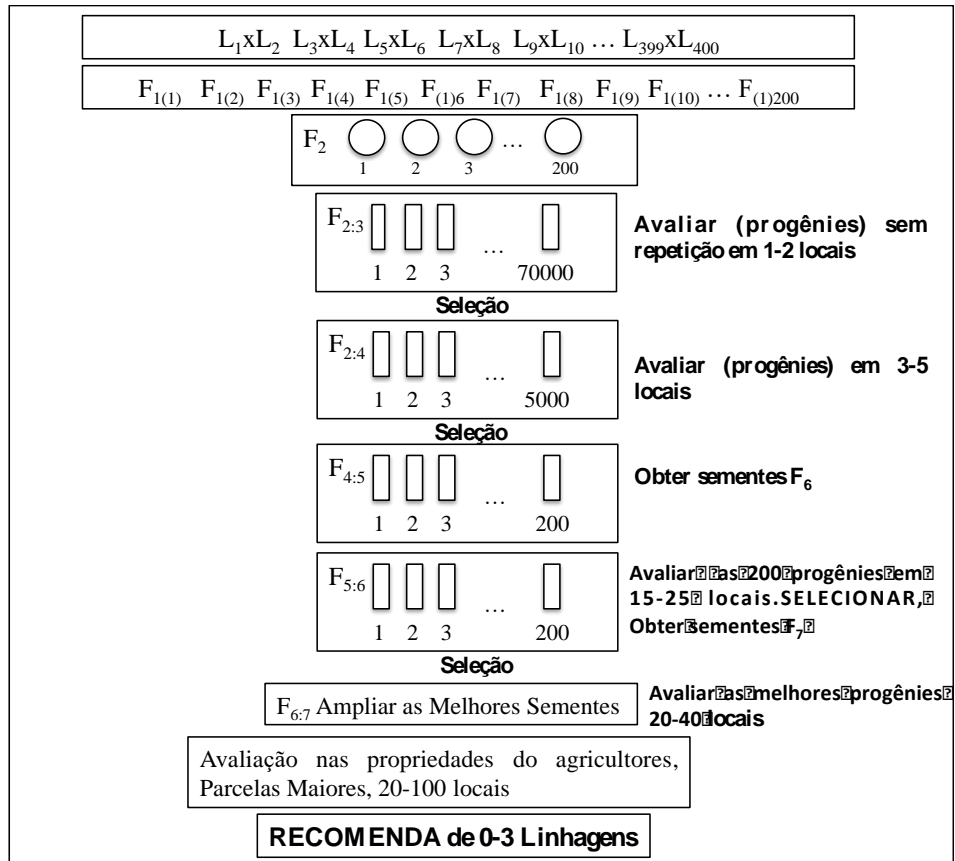 L₁xL₂ L₃xL₄ L₅xL₆ L₇xL₈ L₉xL₁₀ … L₃₉₉xL₄₀₀
F₁₍₁₎ F₁₍₂₎ F₁₍₃₎ F₁₍₄₎ F₁₍₅₎ F₍₁₎₆ F₁₍₇₎ F₁₍₈₎ F₁₍₉₎ F₁₍₁₀₎ … F₍₁₎₂₀₀
F₂ …
1 2 3 200
F₂:₃ …
1 2 3 70000
Avaliar (progênies) sem
repetição em 1-2 locais
Seleção
F₂:₄ …
1 2 3 5000
Avaliar (progênies) em 3-5
locais
Seleção
F₄:₅ …
1 2 3 200
Obter sementes F₆
F₅:₆ …
1 2 3 200
Avaliar⍰⍰as⍰200⍰progênies⍰em⍰
15-25⍰ locais.SELECIONAR,⍰
Obter⍰sementes⍰F₇⍰
Seleção
F₆:₇ Ampliar as Melhores Sementes
Avaliar⍰as⍰melhores⍰progênies⍰
20-40⍰locais
Avaliação nas propriedades do agricultores,
Parcelas Maiores, 20-100 locais
RECOMENDA de 0-3 Linhagens